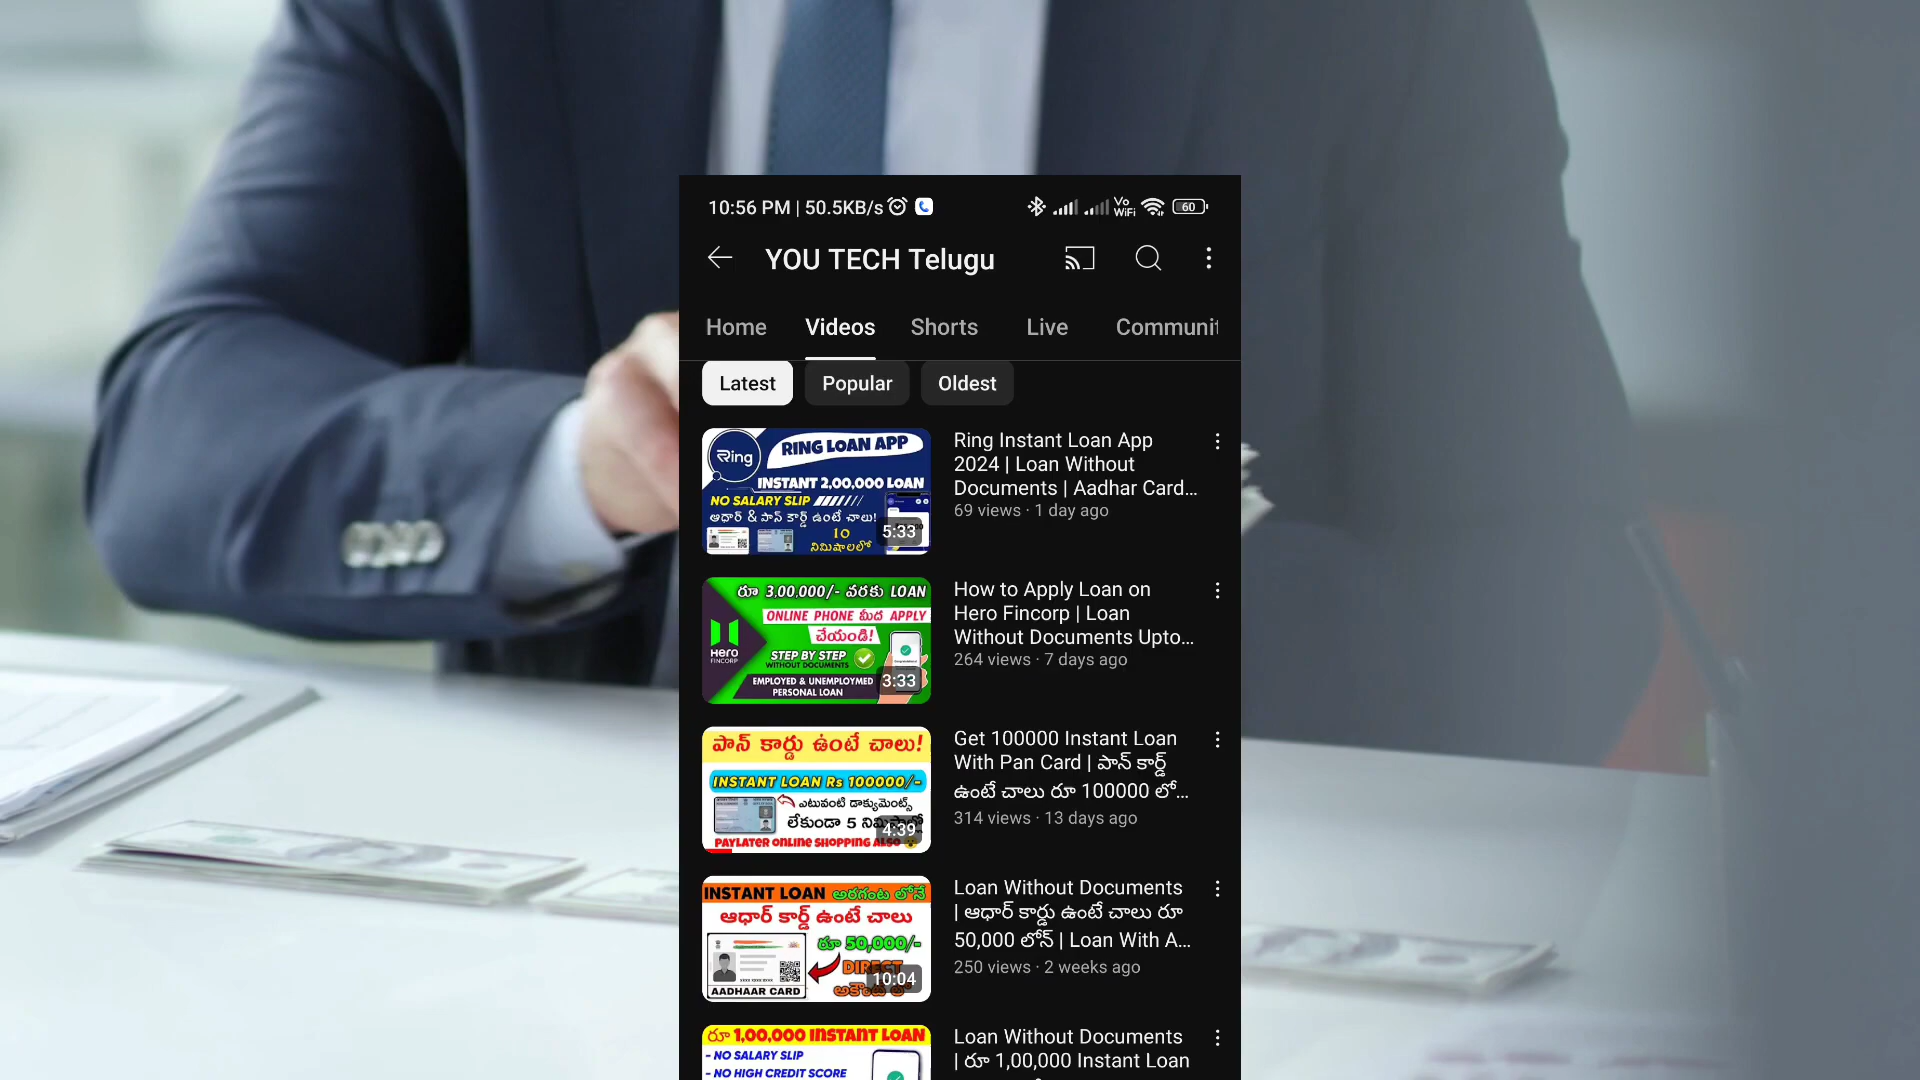 10:56 PM | 50.5KB/s
Vo
WiFi
60
YOU TECH Telugu
Home Videos Shorts Live Communit
Latest Popular Oldest
Ring
RING LOAN APP
INSTANT 2,00,000 LOAN
NO SALARY SLIP
ఆధార్ & పాన్ కార్డ్ ఉంటే చాలు!
10
నిమిషాలలో
5:33
Ring Instant Loan App
2024 | Loan Without
Documents | Aadhar Card...
69 views · 1 day ago
రూ 3,00,000/- వరకు LOAN
ONLINE PHONE మీద APPLY
చేయండి!
Hero
FINCORP
STEP BY STEP
WITHOUT DOCUMENTS
EMPLOYED & UNEMPLOYMED
PERSONAL LOAN
3:33
How to Apply Loan on
Hero Fincorp | Loan
Without Documents Upto...
264 views · 7 days ago
పాన్ కార్డు ఉంటే చాలు!
INSTANT LOAN Rs 100000/-
ఎటువంటి డాక్యుమెంట్స్
లేకుండా 5
4:39
PAYLATER ONLINE SHOPPING ALSO
Get 100000 Instant Loan
With Pan Card | పాన్ కార్డ్
ఉంటే చాలు రూ 100000 లో...
314 views · 13 days ago
INSTANT LOAN అరగంట లోనే
ఆధార్ కార్డ్ ఉంటే చాలు
రూ 50,000/-
DIRECT
AADHAAR CARD
10:04
Loan Without Documents
| ఆధార్ కార్డు ఉంటే చాలు రూ
50,000 లోన్ | Loan With A...
250 views · 2 weeks ago
రూ 1,00,000 INSTANT LOAN
- NO SALARY SLIP
- NO HIGH CREDIT SCORE
Loan Without Documents
| రూ 1,00,000 Instant Loan